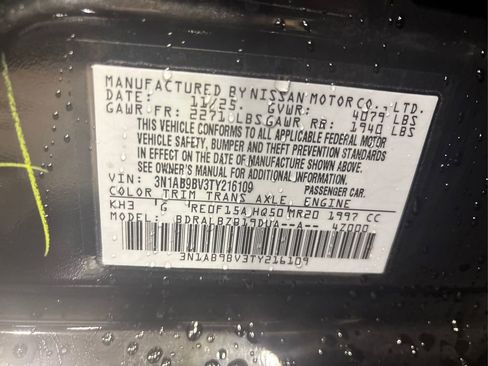 MANUFACTURED BY NISSAN MOTOR CO., LTD.
DATE: 11/25. GVWR: 4079 LBS
GAWR FR: 2271 LBS GAWR RR: 1940 LBS
THIS VEHICLE CONFORMS TO ALL APPLICABLE FEDERAL MOTOR
VEHICLE SAFETY, BUMPER AND THEFT PREVENTION STANDARDS
IN EFFECT ON THE DATE OF MANUFACTURE SHOWN ABOVE.
SEE OWNER'S MANUAL FOR ADDITIONAL INFORMATION.
VIN: 3N1AB9BV3TY216109 PASSENGER CAR.
COLOR TRIM TRANS AXLE ENGINE
KH3 G RE0F15A HQ50 MR20 1997 CC
MODEL: BDRALBZB19DUA--A-- 4Z000
3N1AB9BV3TY216109